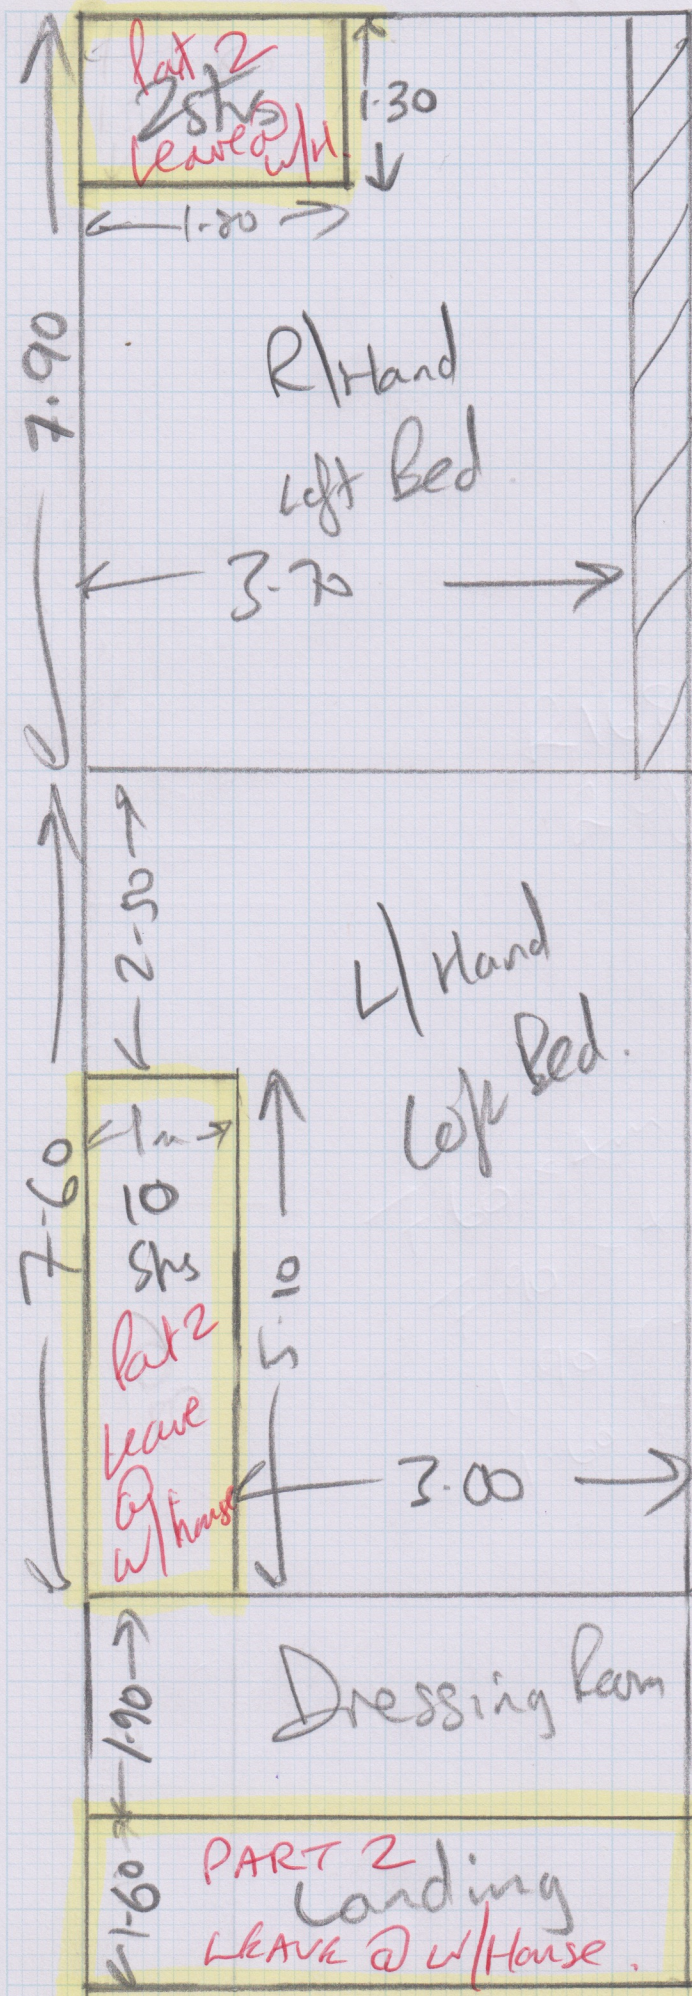 Part 2
2 strs
Leave @
W/H.
1.30
1.80
7.90
R/Hand
Loft Bed
3.70
2.50
L/Hand
Loft Bed.
1m
10
Strs
Part 2
Leave
@
W/house
5.10
7.60
3.00
Dressing Room
1.90
PART 2
Landing
LEAVE @ W/House.
1.60